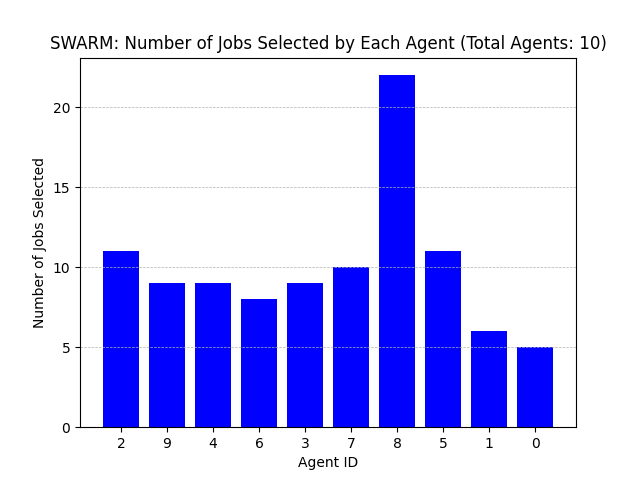 SWARM: Number of Jobs Selected by Each Agent (Total Agents: 10)
Number of Jobs Selected
20
15
10
5
0
2 9 4 6 3 7 8 5 1 0
Agent ID